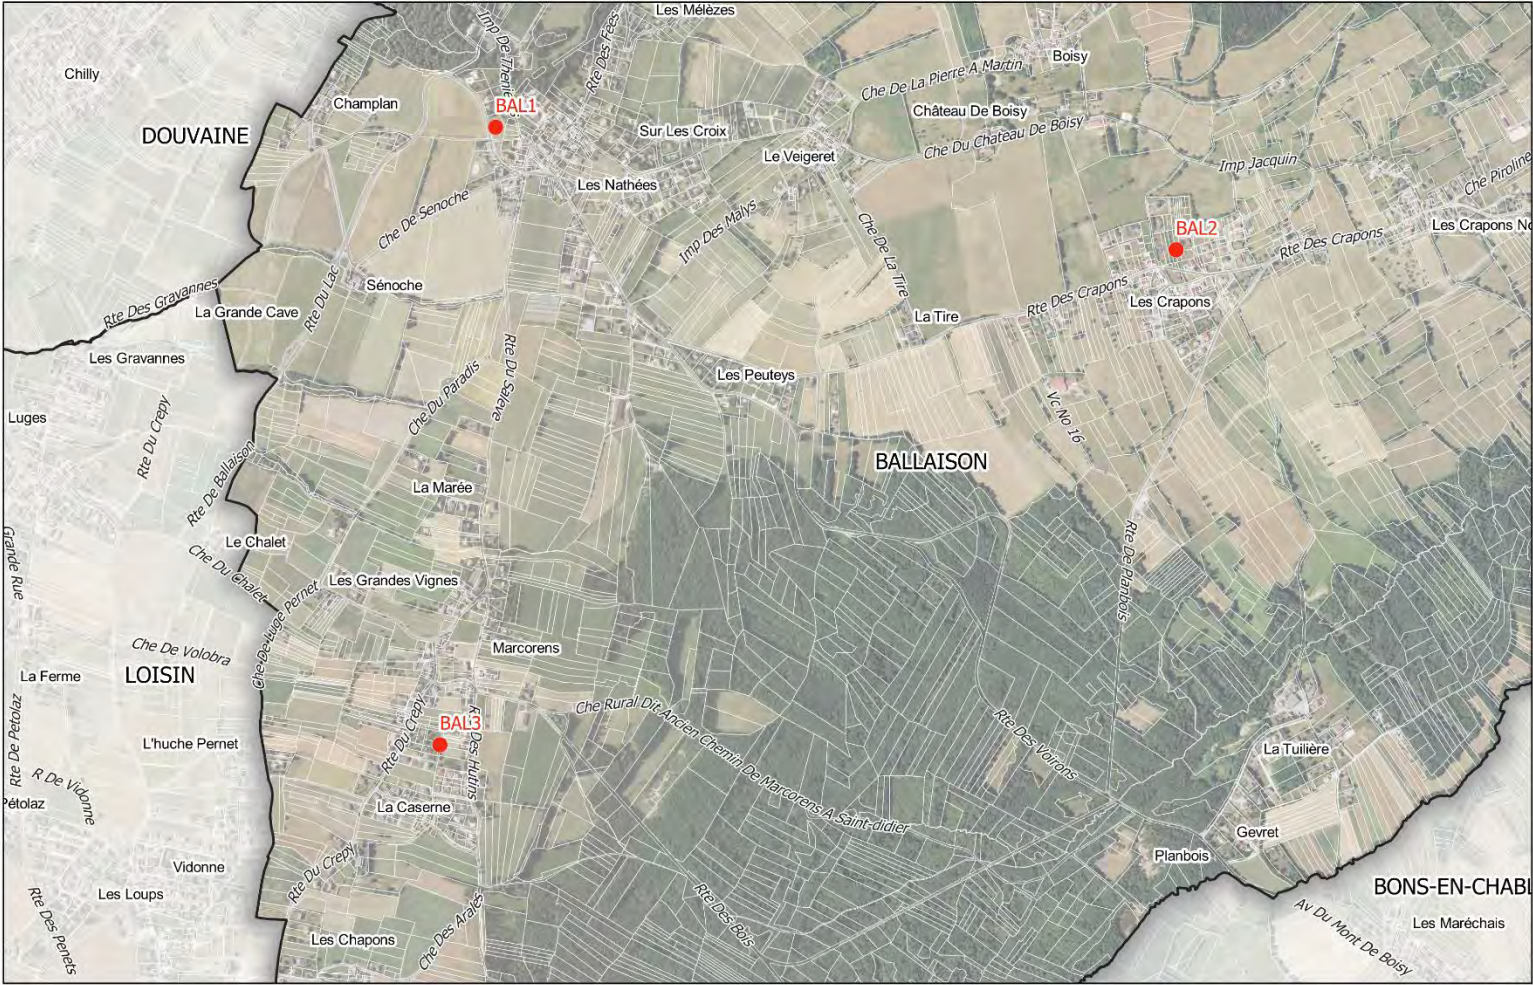 Les Mélèzes
Imp De Thenie
Rte Des Fées
Boisy
Chilly
Che De La Pierre A Martin
Champlan
BAL1
Château De Boisy
DOUVAINE
Sur Les Croix
Che Du Chateau De Boisy
Le Veigeret
Imp Jacquin
Che Piroline
Les Nathées
Che De Senoche
Imp Des Malys
Che De La Tire
BAL2
Les Crapons No
Rte Des Crapons
Sénoche
Rte Du Lac
Rte Des Gravannes
La Grande Cave
Rte Des Crapons
Les Crapons
La Tire
Les Gravannes
Rte Du Saleve
Che Du Paradis
Les Peuteys
Luges
Rte Du Crepy
Vc No 16
Rte De Ballaison
BALLAISON
La Marée
Grande Rue
Le Chalet
Che Du Chalet
Les Grandes Vignes
Rte De Planbois
Che De Luge Pernet
Che De Volobra
Marcorens
La Ferme
LOISIN
Rte De Petolaz
Che Rural Dit Ancien Chemin De Marcorens A Saint-didier
Rte Du Crepy
BAL3
R Des Hutins
Rte Des Voirons
L'huche Pernet
La Tuilière
R De Vidonne
Pétolaz
La Caserne
Gevret
Planbois
Rte Du Crepy
Vidonne
Les Loups
Rte Des Bois
BONS-EN-CHABL
Rte Des Penets
Che Des Arales
Les Chapons
Av Du Mont De Boisy
Les Maréchais